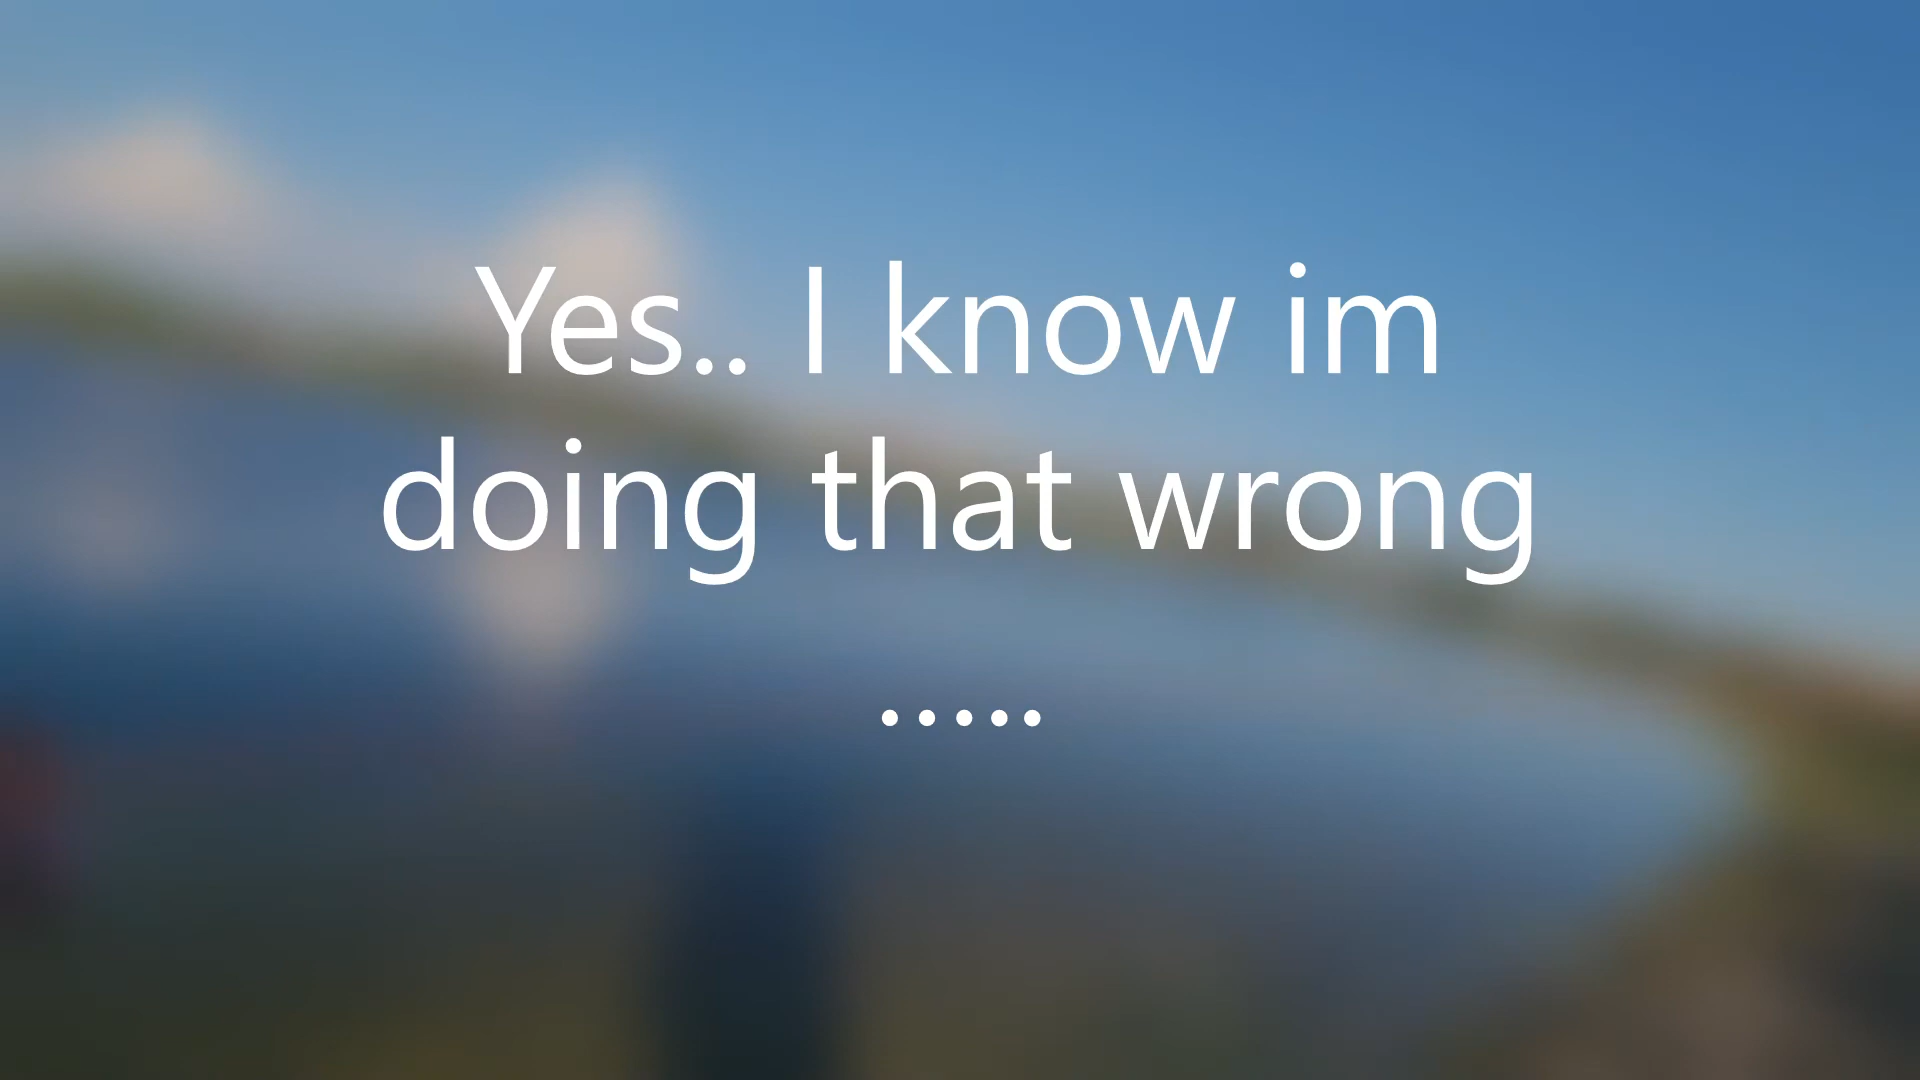 Yes.. I know im
doing that wrong
.....